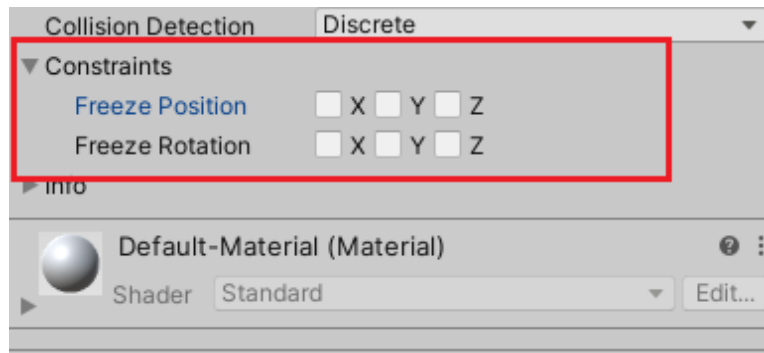 Collision Detection Discrete
Constraints
Freeze Position X Y Z
Freeze Rotation X Y Z
Info
Default-Material (Material)
Shader Standard Edit...